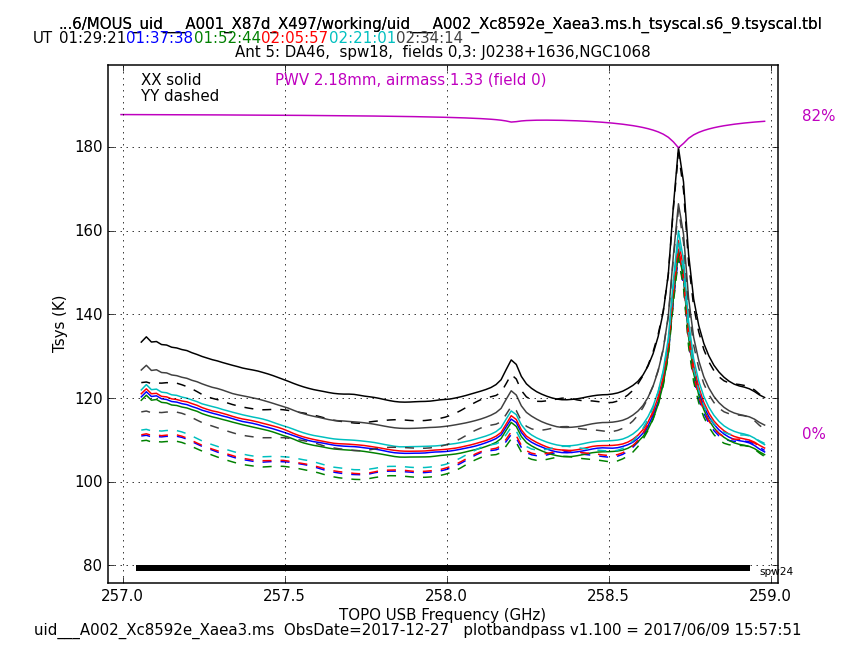 ...6/MOUS_uid___A001_X87d_X497/working/uid___A002_Xc8592e_Xaea3.ms.h_tsyscal.s6_9.tsyscal.tbl
UT 01:29:21 01:37:38 01:52:44 02:05:57 02:21:01 02:34:14
Ant 5: DA46,  spw18,  fields 0,3: J0238+1636,NGC1068
XX solid
PWV 2.18mm, airmass 1.33 (field 0)
YY dashed
82%
180
160
140
120
100
80
Tsys (K)
0%
spw24
257.0 257.5 258.0 258.5 259.0
TOPO USB Frequency (GHz)
uid___A002_Xc8592e_Xaea3.ms  ObsDate=2017-12-27   plotbandpass v1.100 = 2017/06/09 15:57:51